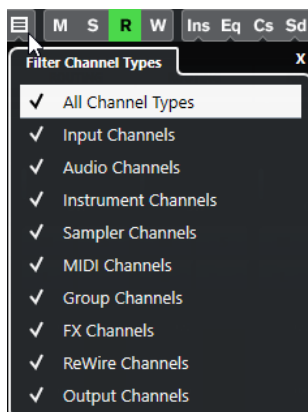 M S R W Ins Eq Cs Sd
Filter Channel Types X
All Channel Types
Input Channels
Audio Channels
Instrument Channels
Sampler Channels
MIDI Channels
Group Channels
FX Channels
ReWire Channels
Output Channels